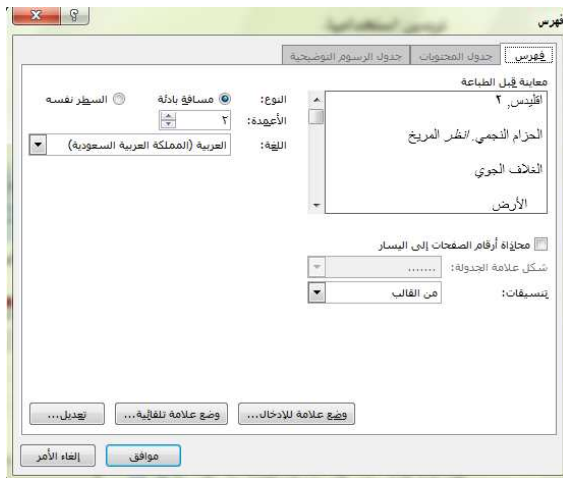 فهرس
فهرس جدول المحتويات جدول الرسوم التوضيحية
معاينة قبل الطباعة
اقليدس, ٢
الحزام النجمي. انظر المريخ
الغلاف الجوي
الأرض
النوع: مسافة بادئة السطر نفسه
الأعمدة: ٢
اللغة: العربية (المملكة العربية السعودية)
محاذاة أرقام الصفحات إلى اليسار
شكل علامة الجدولة: .......
تنسيقات: من القالب
وضع علامة للإدخال... وضع علامة تلقائية... تعديل...
موافق إلغاء الأمر